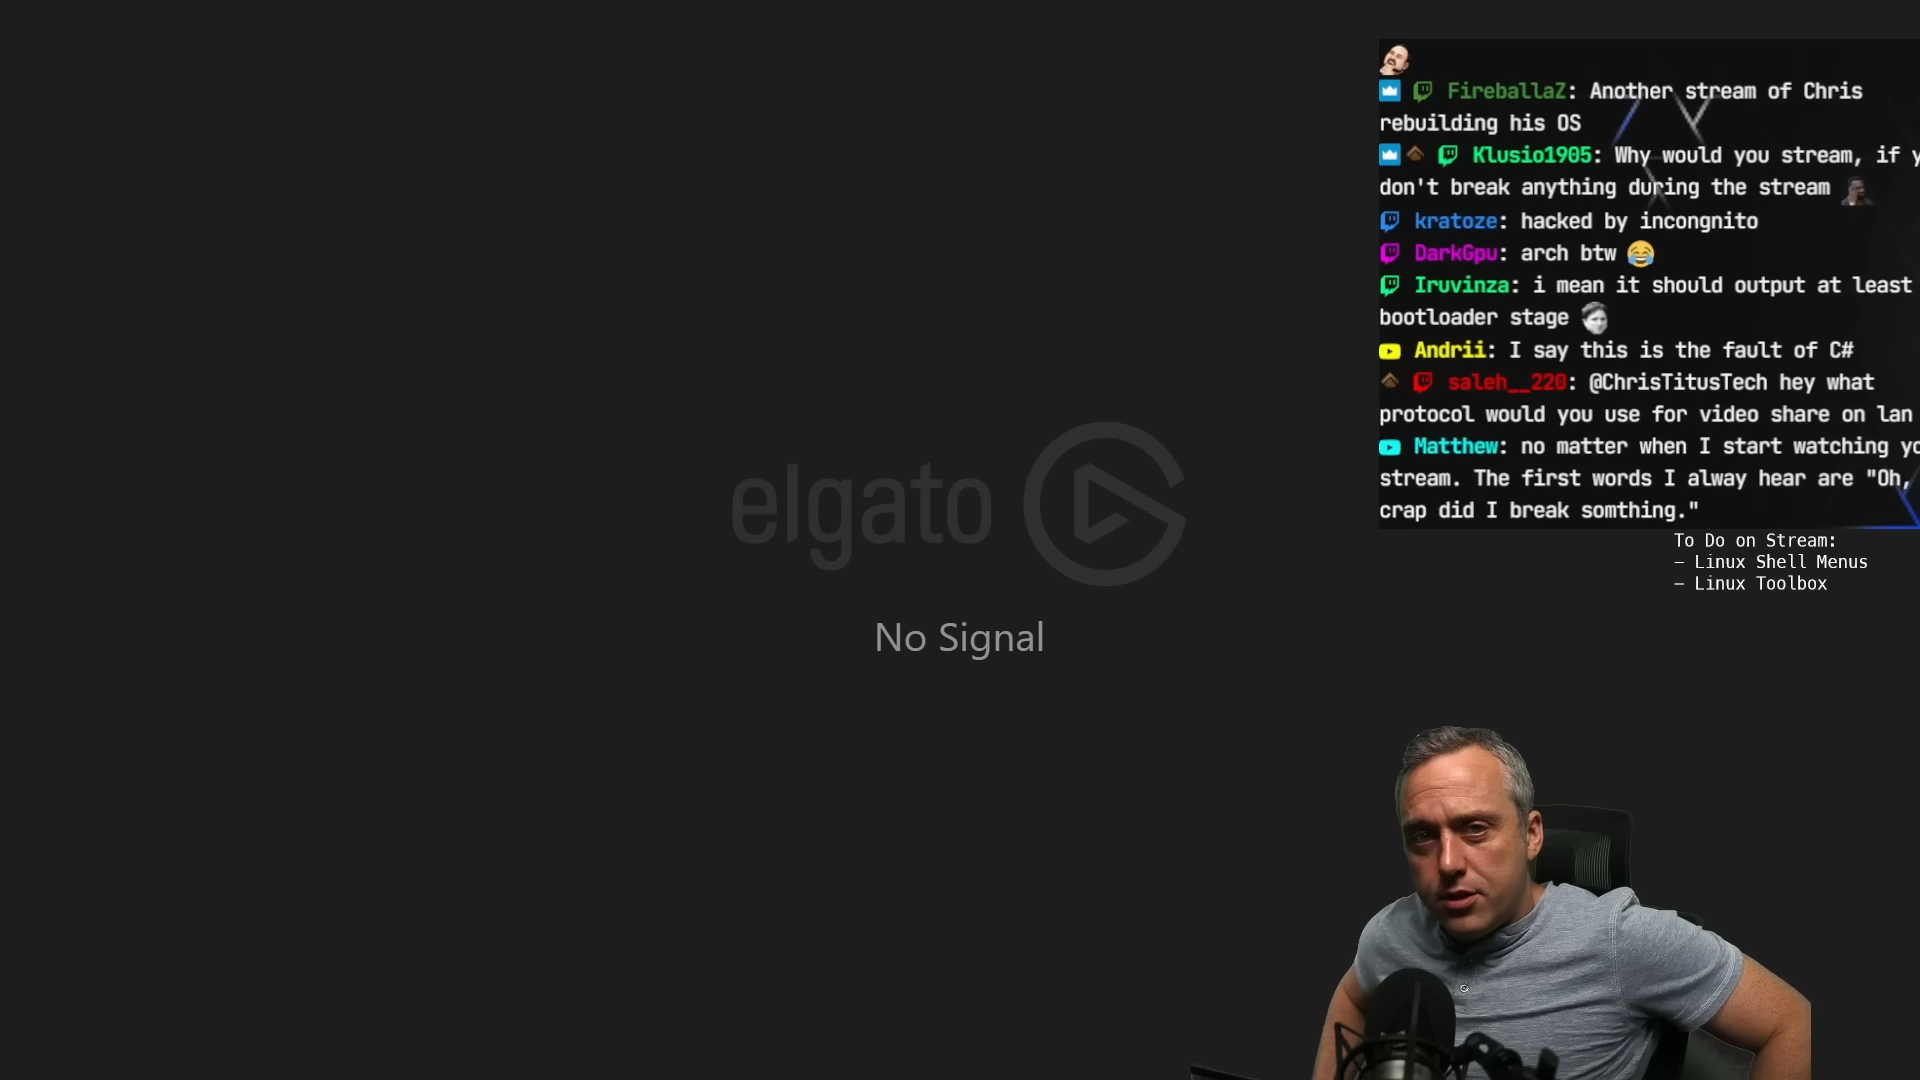 FireballaZ: Another stream of Chris
rebuilding his OS
Klusio1905: Why would you stream, if
don't break anything during the stream
kratoze: hacked by incongnito
DarkGpu: arch btw 😂
Iruvinza: i mean it should output at least
bootloader stage
Andrii: I say this is the fault of C#
saleh__220: @ChrisTitusTech hey what
protocol would you use for video share on lan
Matthew: no matter when I start watching
stream. The first words I alway hear are "Oh,
crap did I break somthing."
To Do on Stream:
– Linux Shell Menus
– Linux Toolbox
elgato
No Signal